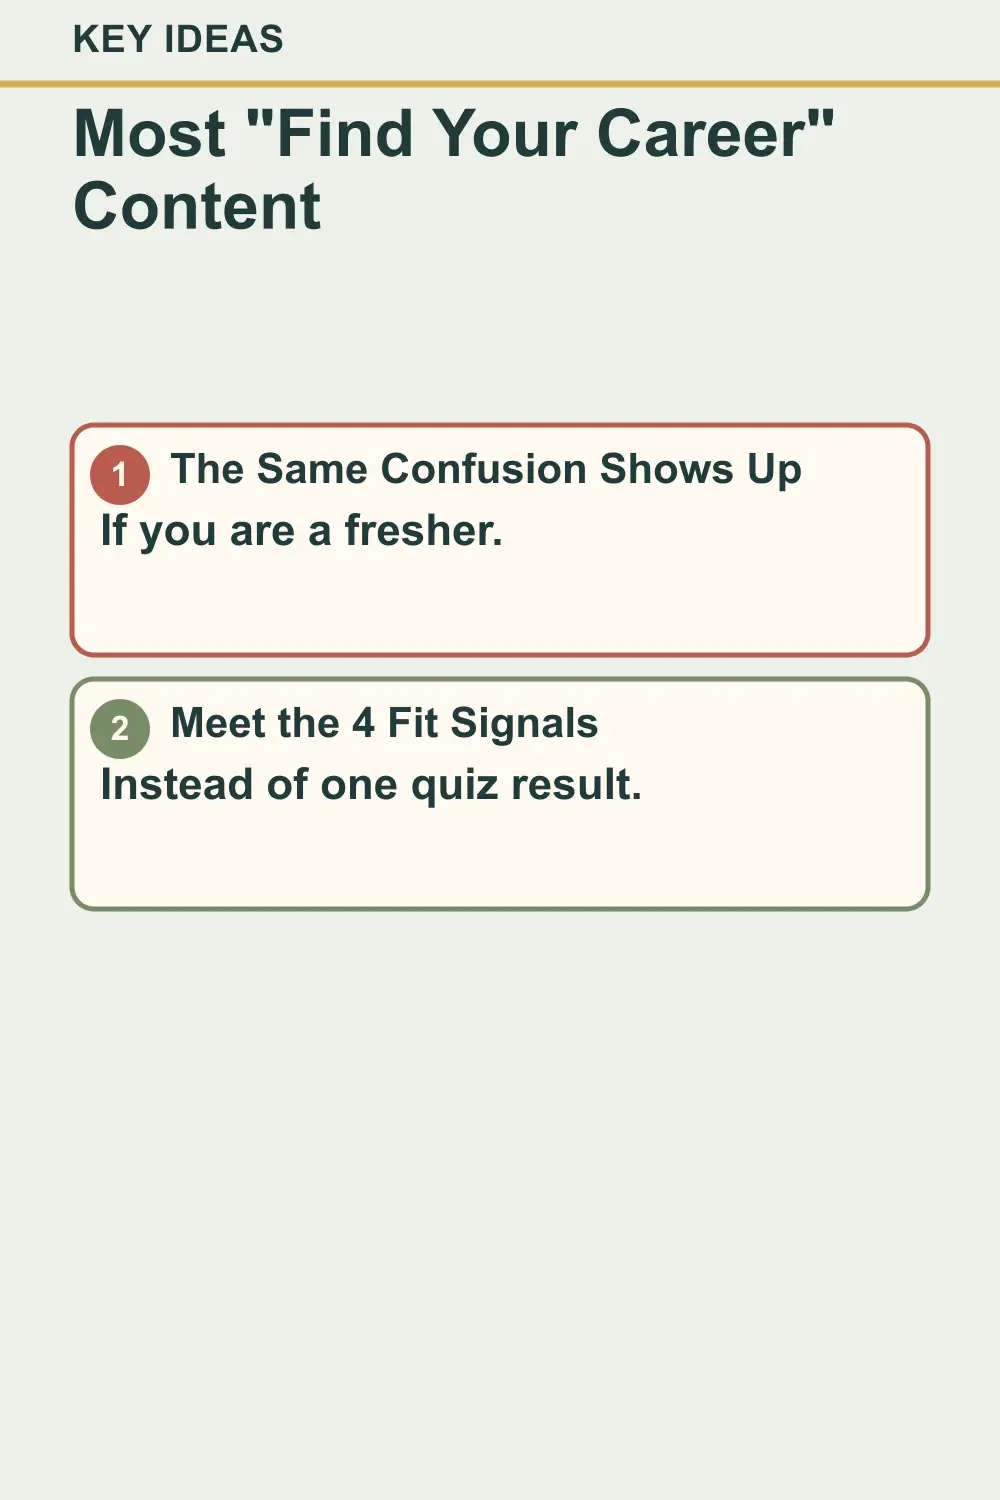 KEY IDEAS
Most "Find Your Career"
Content
1 The Same Confusion Shows Up
If you are a fresher.
2 Meet the 4 Fit Signals
Instead of one quiz result.